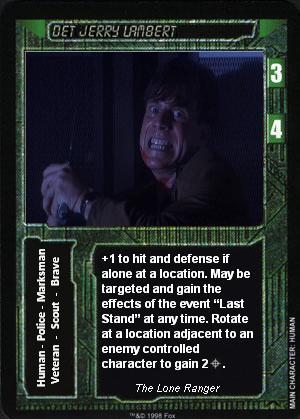 DET JERRY LAMBERT
3
4
Human - Police - Marksman
Veteran - Scout - Brave
+1 to hit and defense if
alone at a location. May be
targeted and gain the
effects of the event “Last
Stand” at any time. Rotate
at a location adjacent to an
enemy controlled
character to gain 2 .
The Lone Ranger
MAIN CHARACTER: HUMAN
™&© 1998 Fox